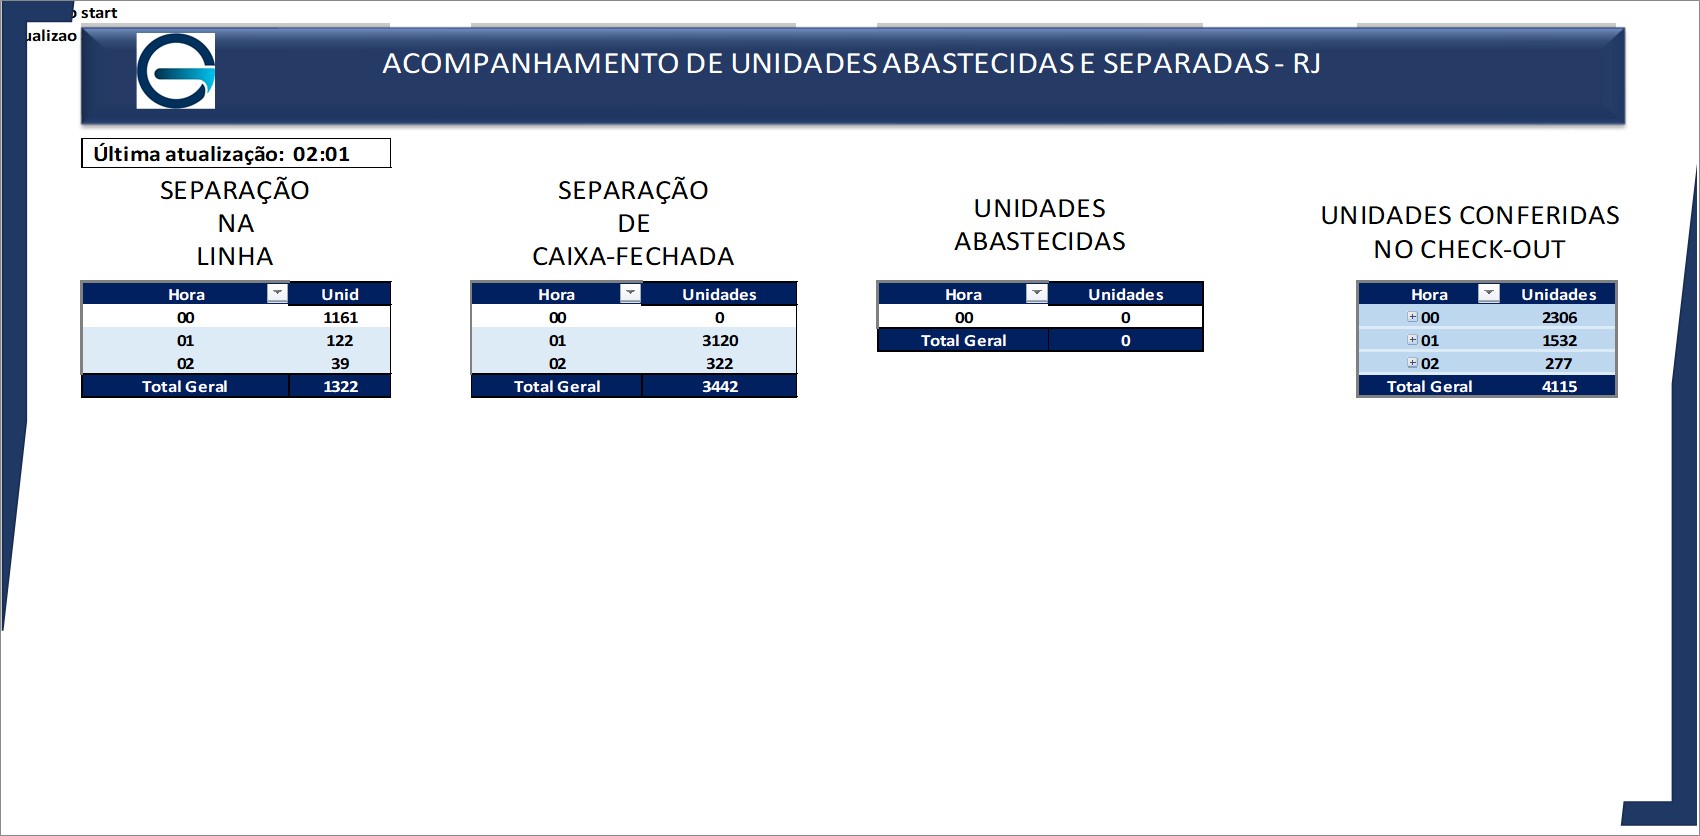 start
ACOMPANHAMENTO DE UNIDADES ABASTECIDAS E SEPARADAS - RJ
Última atualização: 02:01
SEPARAÇÃO
NA
LINHA
Hora Unid
00 1161
01 122
02 39
Total Geral 1322
SEPARAÇÃO
DE
CAIXA-FECHADA
Hora Unidades
00 0
01 3120
02 322
Total Geral 3442
UNIDADES
ABASTECIDAS
Hora Unidades
00 0
Total Geral 0
UNIDADES CONFERIDAS
NO CHECK-OUT
Hora Unidades
00 2306
01 1532
02 277
Total Geral 4115